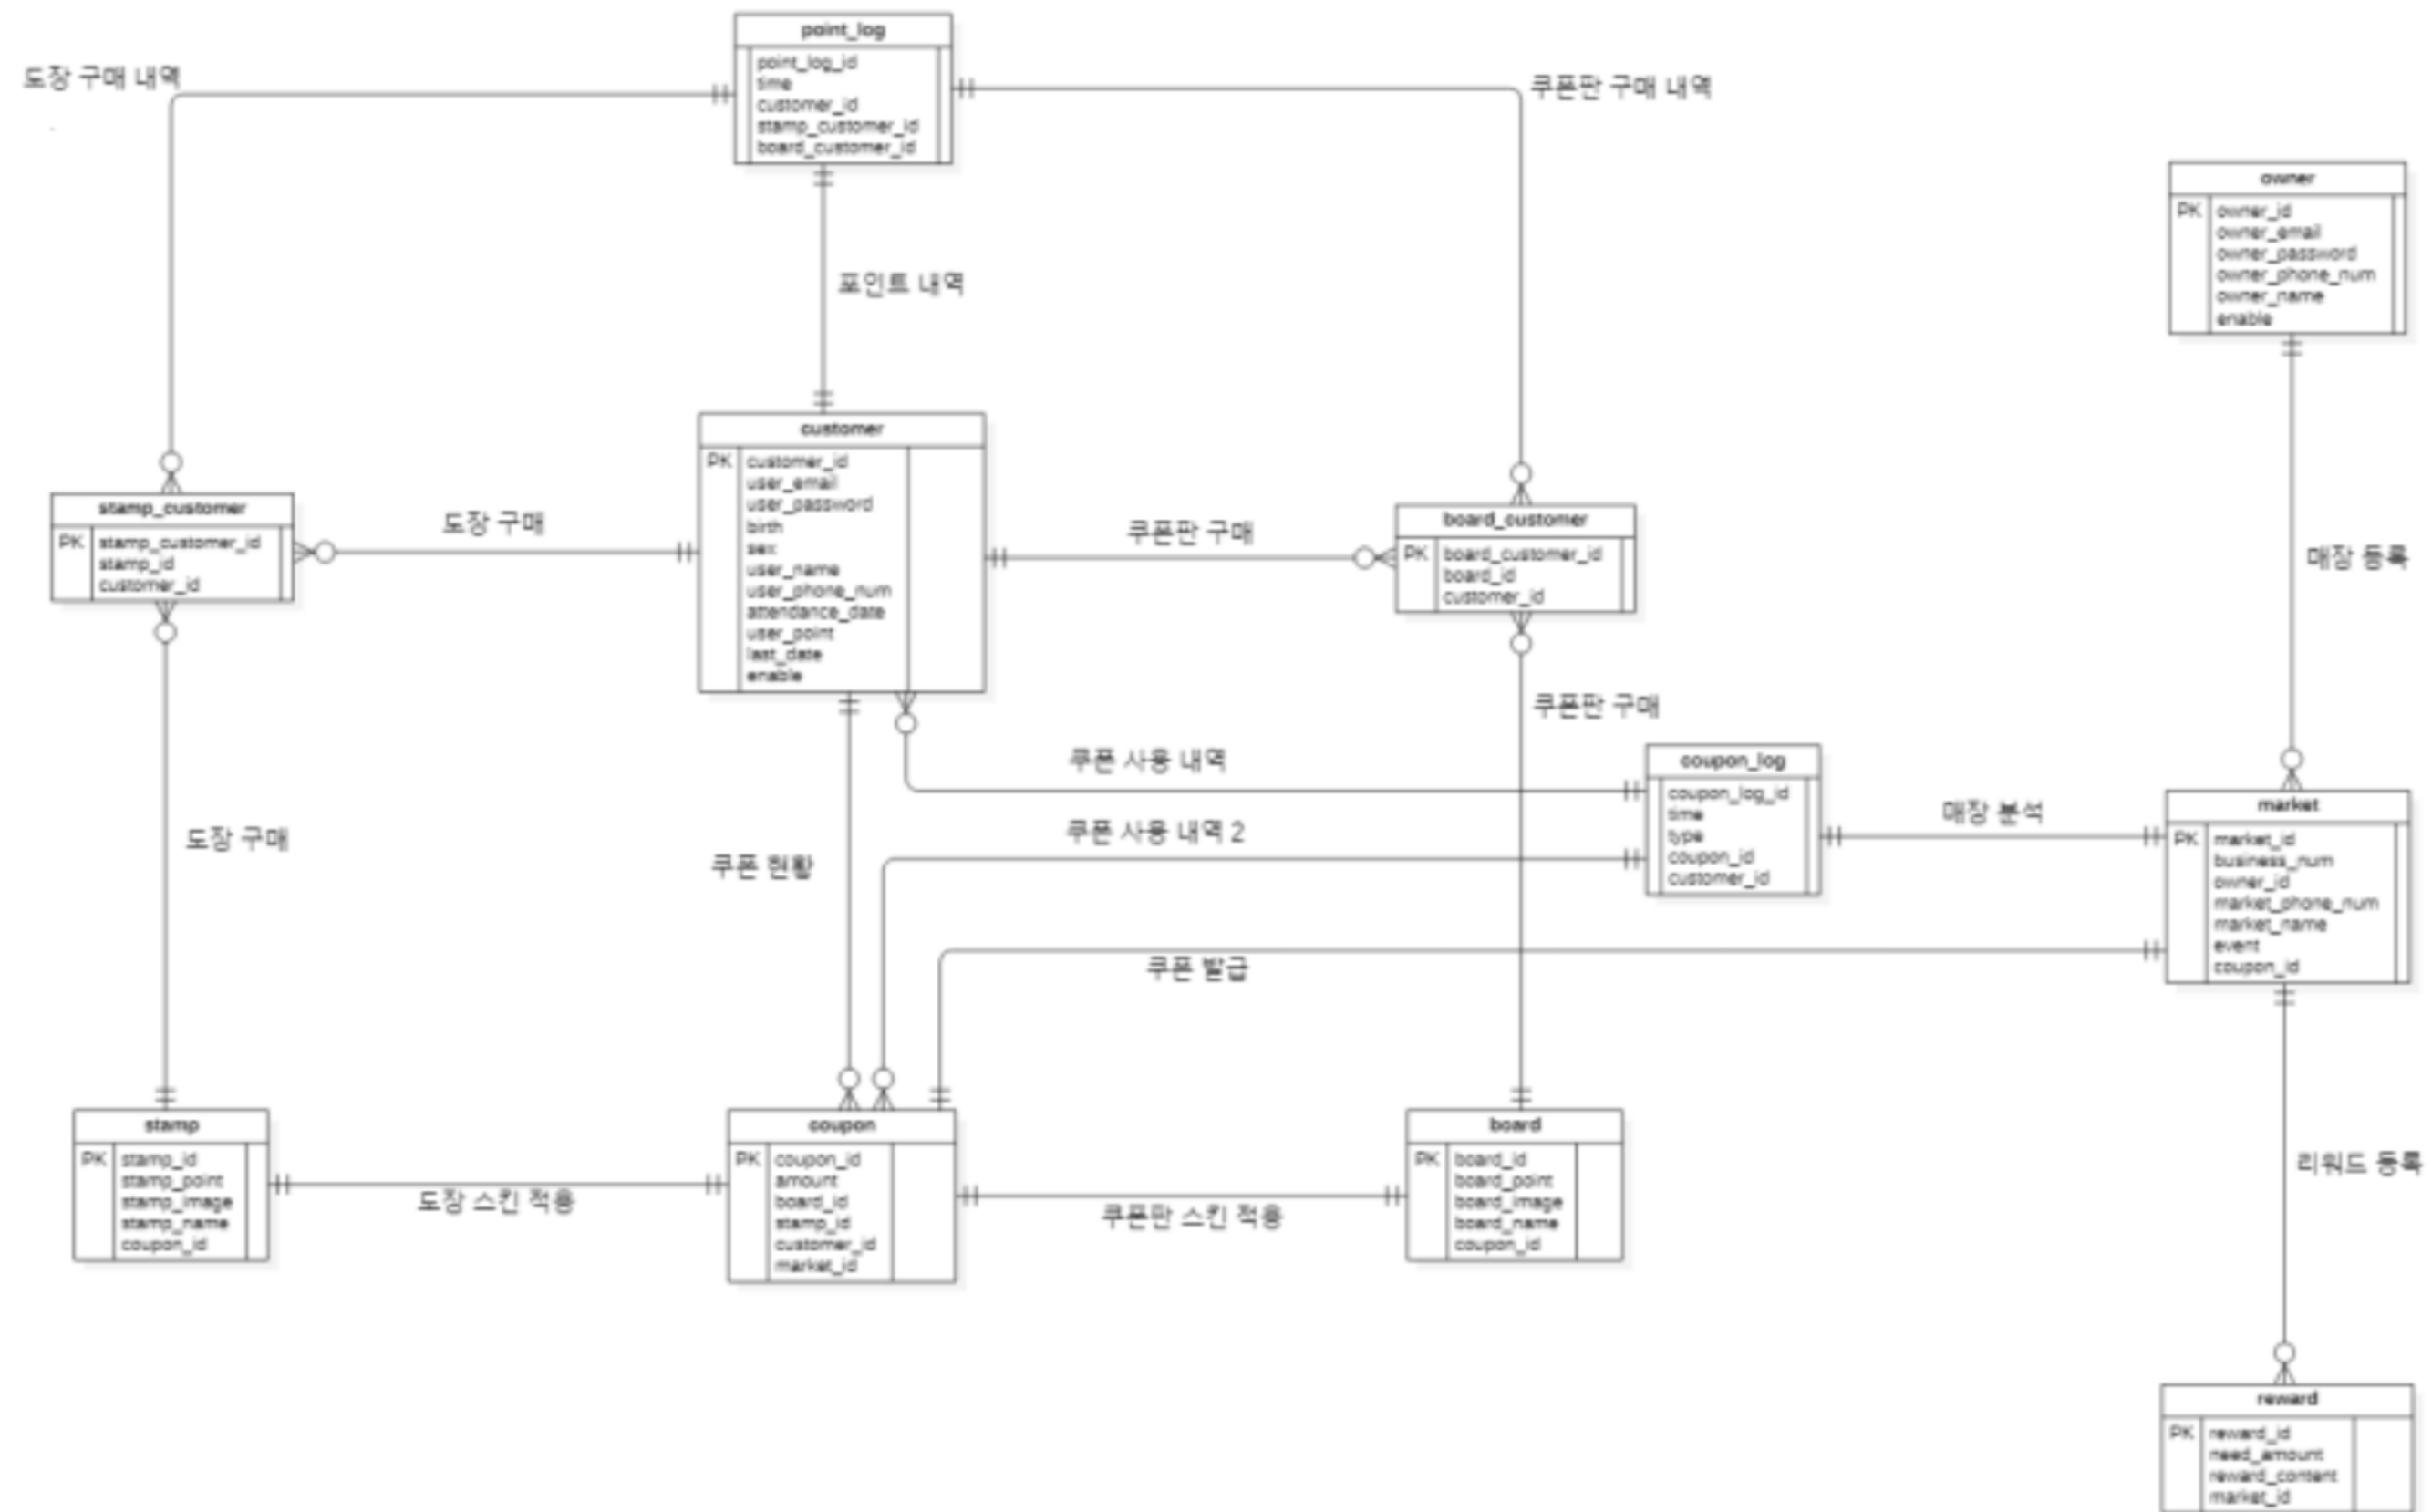 point_log
point_log_id
time
customer_id
stamp_customer_id
board_customer_id
도장 구매 내역
쿠폰판 구매 내역
owner
PK owner_id
owner_email
owner_password
owner_phone_num
owner_name
enable
포인트 내역
customer
PK customer_id
user_email
user_password
birth
sex
user_name
user_phone_num
attendance_date
user_point
last_date
enable
stamp_customer
PK stamp_customer_id
stamp_id
customer_id
도장 구매
쿠폰판 구매
board_customer
PK board_customer_id
board_id
customer_id
매장 등록
쿠폰판 구매
쿠폰 사용 내역
coupon_log
coupon_log_id
time
type
coupon_id
customer_id
매장 분석
market
PK market_id
business_num
owner_id
market_phone_num
market_name
event
coupon_id
도장 구매
쿠폰 사용 내역 2
쿠폰 현황
쿠폰 발급
stamp
PK stamp_id
stamp_point
stamp_image
stamp_name
coupon_id
도장 스킨 적용
coupon
PK coupon_id
amount
board_id
stamp_id
customer_id
market_id
쿠폰판 스킨 적용
board
PK board_id
board_point
board_image
board_name
coupon_id
리워드 등록
reward
PK reward_id
need_amount
reward_content
market_id